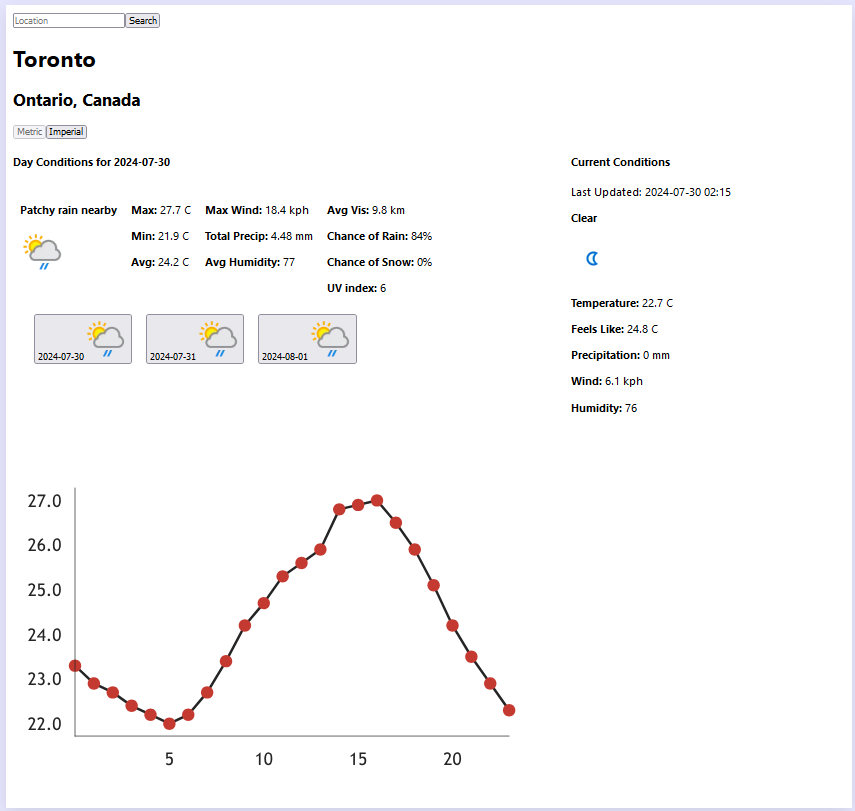 Location Search
Toronto
Ontario, Canada
Metric Imperial
Day Conditions for 2024-07-30
Patchy rain nearby
Max: 27.7 C
Min: 21.9 C
Avg: 24.2 C
Max Wind: 18.4 kph
Total Precip: 4.48 mm
Avg Humidity: 77
Avg Vis: 9.8 km
Chance of Rain: 84%
Chance of Snow: 0%
UV index: 6
2024-07-30
2024-07-31
2024-08-01
Current Conditions
Last Updated: 2024-07-30 02:15
Clear
Temperature: 22.7 C
Feels Like: 24.8 C
Precipitation: 0 mm
Wind: 6.1 kph
Humidity: 76
27.0
26.0
25.0
24.0
23.0
22.0
5 10 15 20